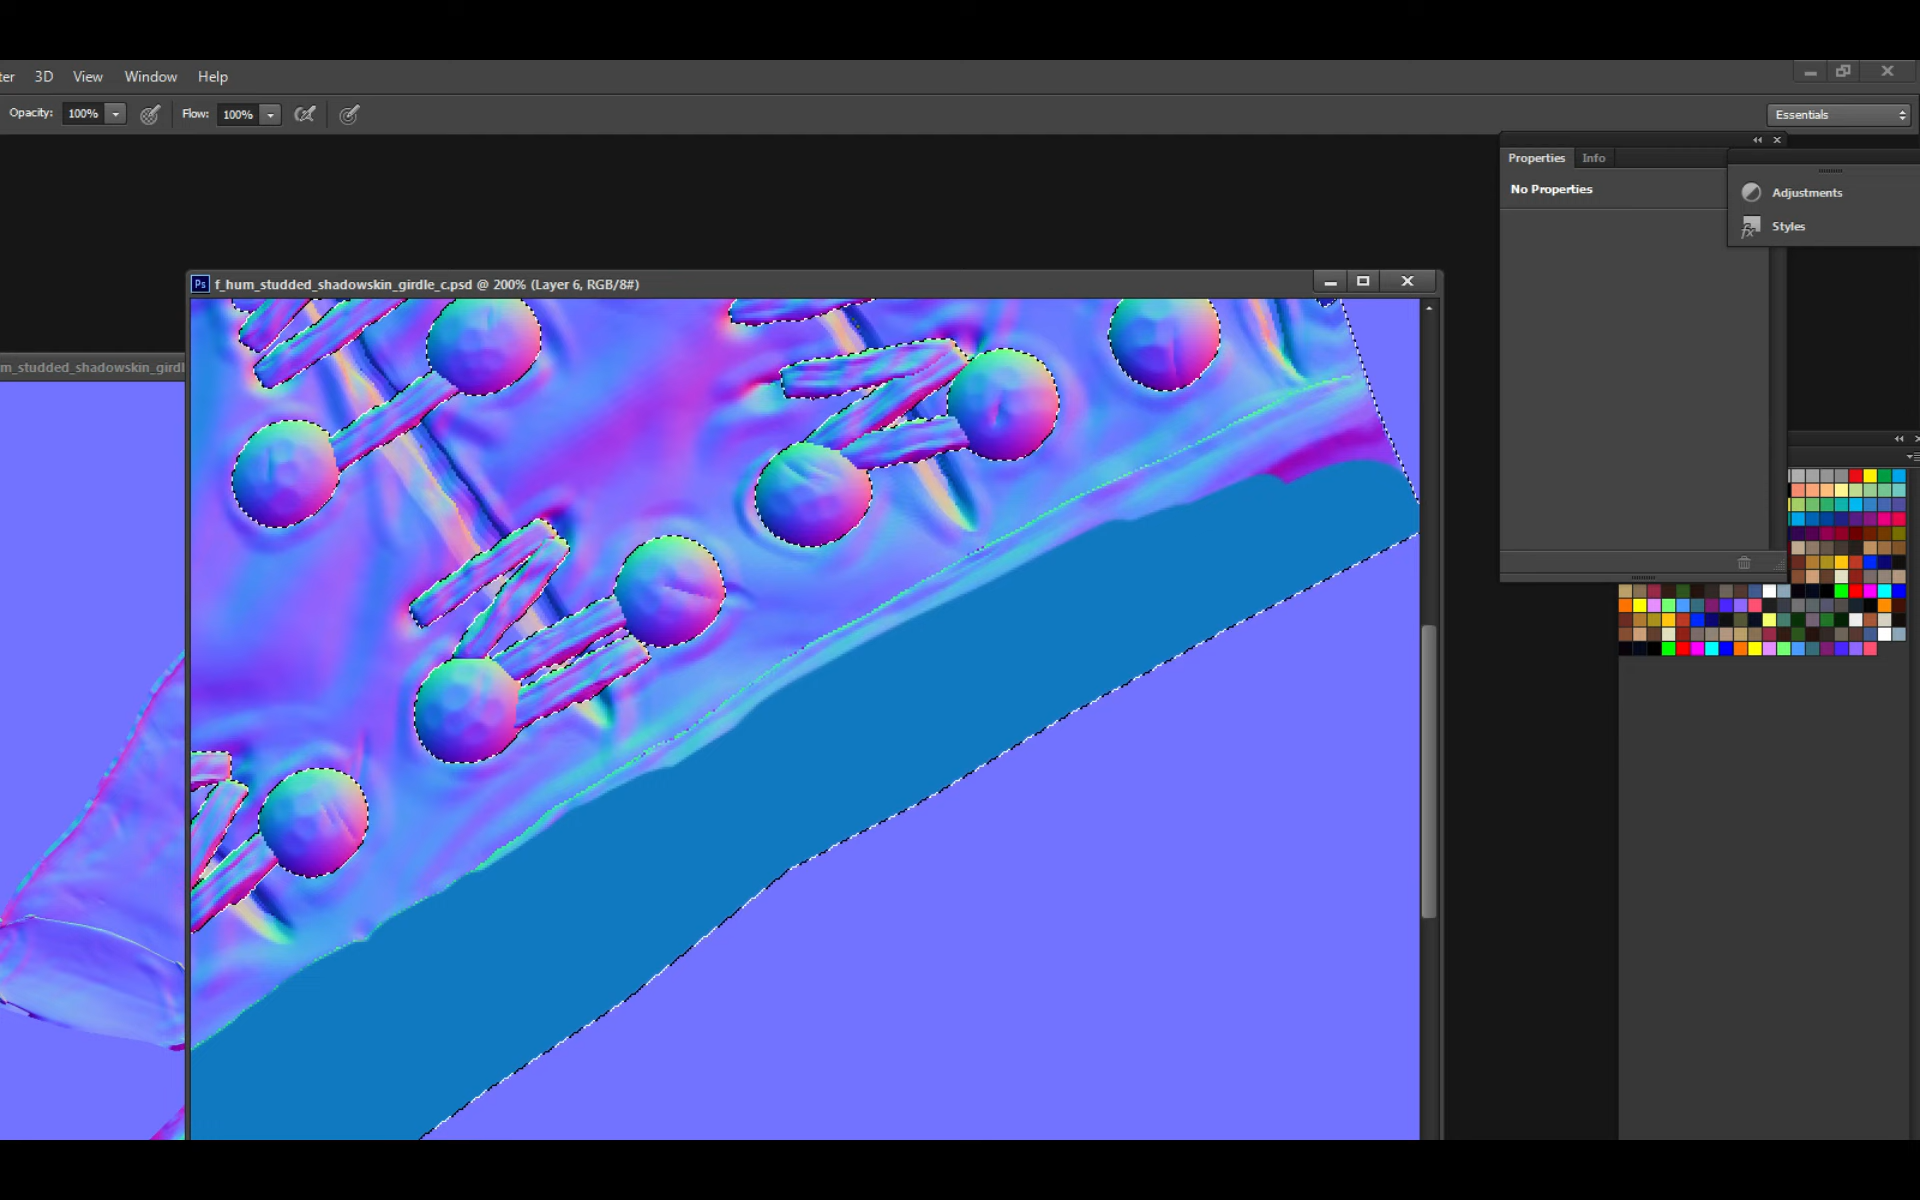 ter 3D View Window Help
Opacity: 100% Flow: 100% Essentials
Properties Info
No Properties
Adjustments
Styles
Ps f_hum_studded_shadowskin_girdle_c.psd @ 200% (Layer 6, RGB/8#)
m_studded_shadowskin_girdl